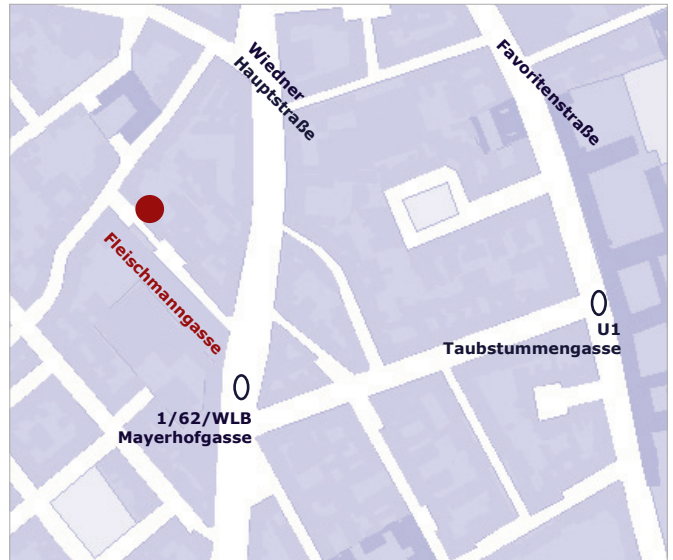 Wiedner
Hauptstraße
Favoritenstraße
Fleischmanngasse
U1
Taubstummengasse
1/62/WLB
Mayerhofgasse